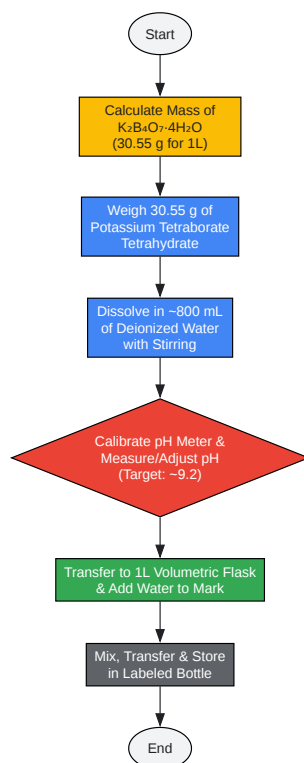 Start
Calculate Mass of
K₂B₄O₇·4H₂O
(30.55 g for 1L)
Weigh 30.55 g of
Potassium Tetraborate
Tetrahydrate
Dissolve in ~800 mL
of Deionized Water
with Stirring
Calibrate pH Meter &
Measure/Adjust pH
(Target: ~9.2)
Transfer to 1L Volumetric Flask
& Add Water to Mark
Mix, Transfer & Store
in Labeled Bottle
End